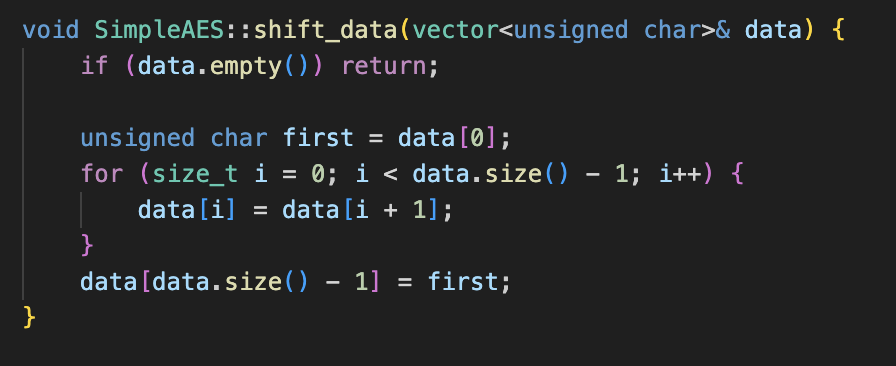 void SimpleAES::shift_data(vector<unsigned char>& data) {
    if (data.empty()) return;

    unsigned char first = data[0];
    for (size_t i = 0; i < data.size() - 1; i++) {
        data[i] = data[i + 1];
    }
    data[data.size() - 1] = first;
}